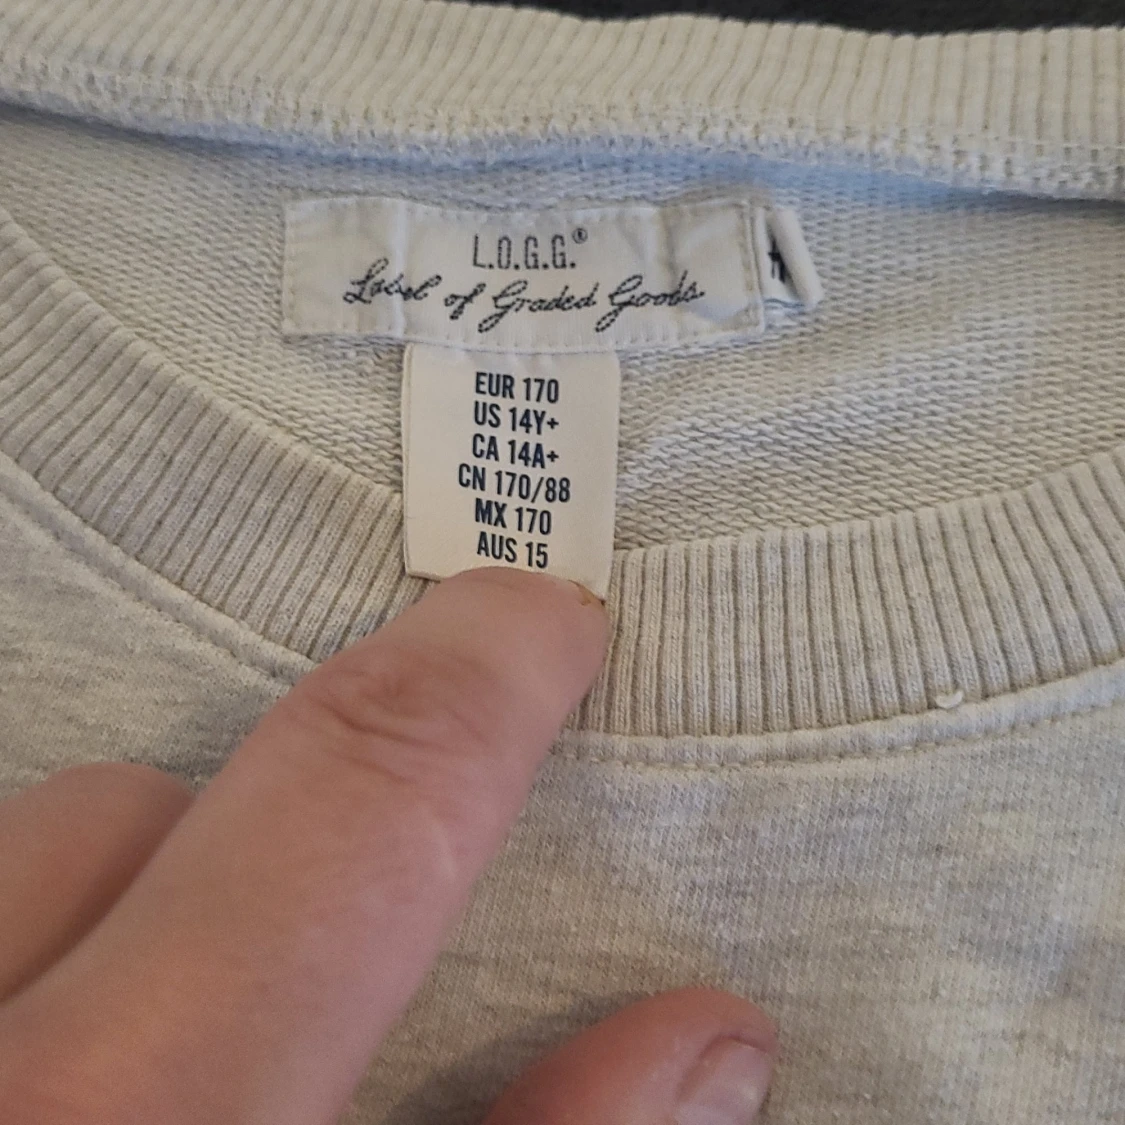 L.O.G.G.®
Label of Graded Goods
EUR 170
US 14Y+
CA 14A+
CN 170/88
MX 170
AUS 15